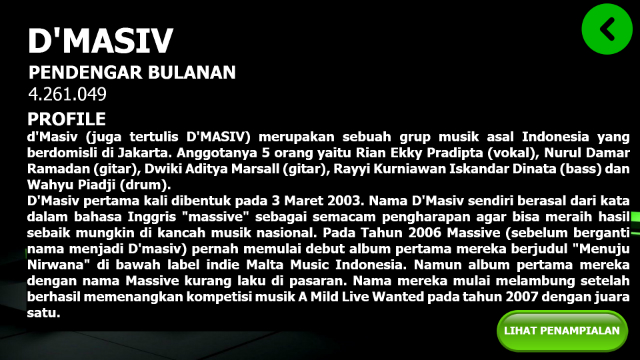 D'MASIV
PENDENGAR BULANAN
4.261.049
PROFILE
d'Masiv (juga tertulis D'MASIV) merupakan sebuah grup musik asal Indonesia yang
berdomisli di Jakarta. Anggotanya 5 orang yaitu Rian Ekky Pradipta (vokal), Nurul Damar
Ramadan (gitar), Dwiki Aditya Marsall (gitar), Rayyi Kurniawan Iskandar Dinata (bass) dan
Wahyu Piadji (drum).
D'Masiv pertama kali dibentuk pada 3 Maret 2003. Nama D'Masiv sendiri berasal dari kata
dalam bahasa Inggris "massive" sebagai semacam pengharapan agar bisa meraih hasil
sebaik mungkin di kancah musik nasional. Pada Tahun 2006 Massive (sebelum berganti
nama menjadi D'masiv) pernah memulai debut album pertama mereka berjudul "Menuju
Nirwana" di bawah label indie Malta Music Indonesia. Namun album pertama mereka
dengan nama Massive kurang laku di pasaran. Nama mereka mulai melambung setelah
berhasil memenangkan kompetisi musik A Mild Live Wanted pada tahun 2007 dengan juara
satu.
LIHAT PENAMPIALAN